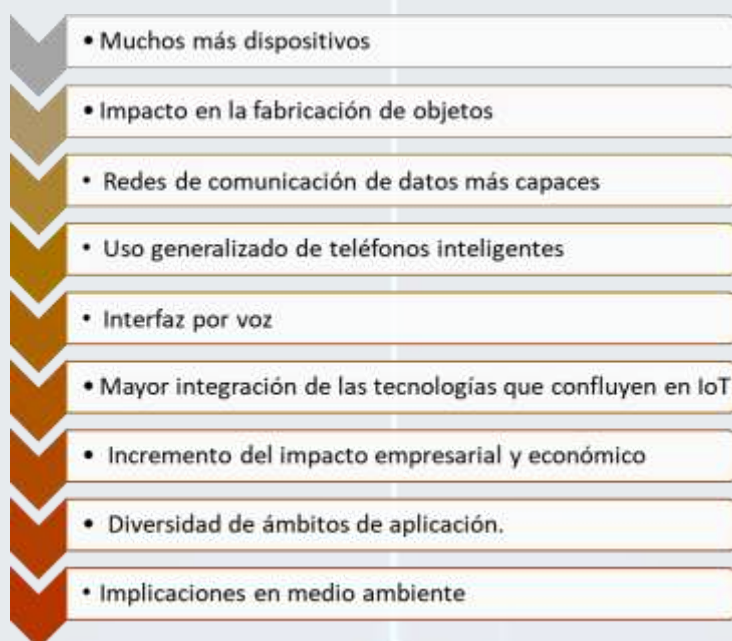 • Muchos más dispositivos
• Impacto en la fabricación de objetos
• Redes de comunicación de datos más capaces
• Uso generalizado de teléfonos inteligentes
• Interfaz por voz
• Mayor integración de las tecnologías que confluyen en IoT
• Incremento del impacto empresarial y económico
• Diversidad de ámbitos de aplicación.
• Implicaciones en medio ambiente